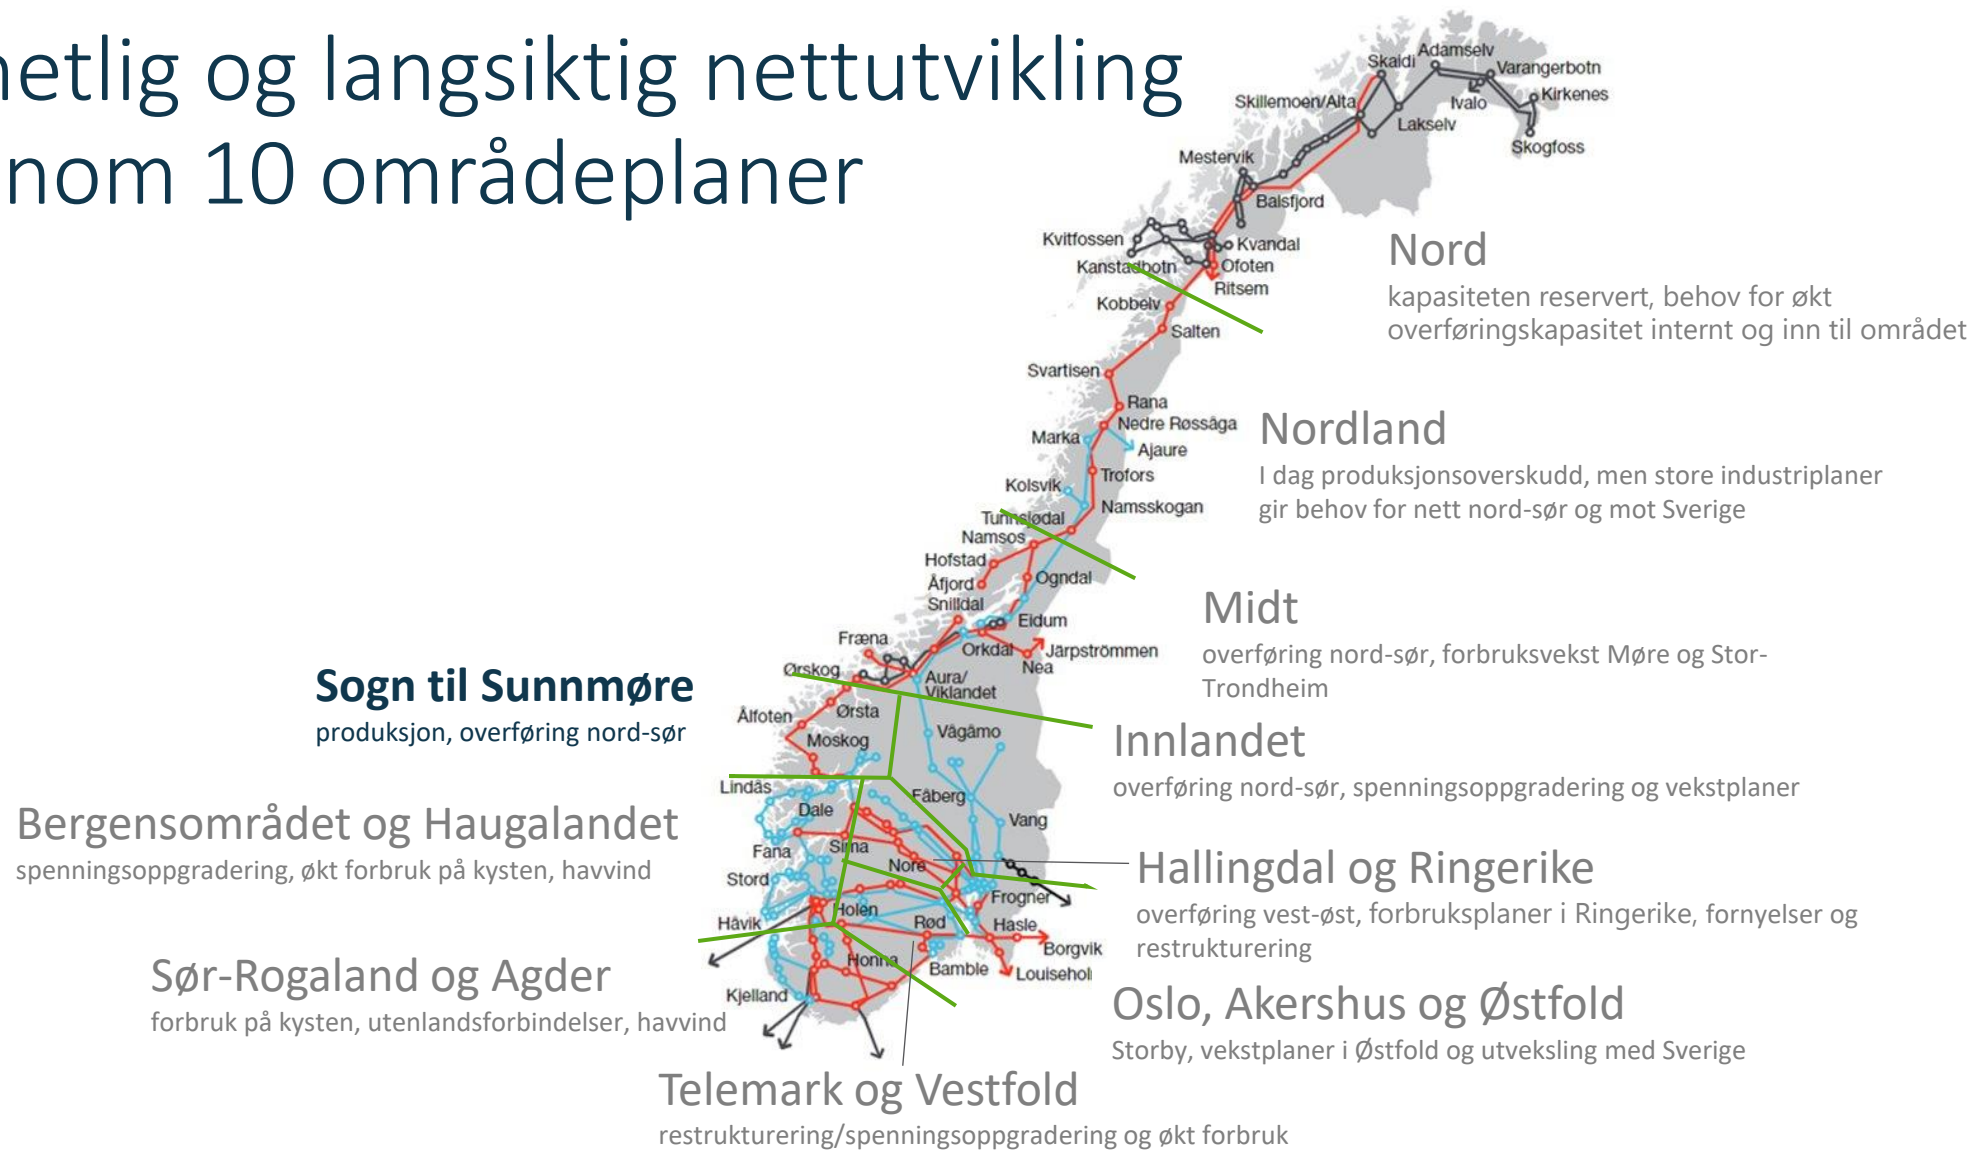 netlig og langsiktig nettutvikling
nom 10 områdeplaner
Skaidi
Adamselv
Varangerbotn
Skillemoen/Alta
Ivalo
Kirkenes
Lakselv
Skogfoss
Mestervik
Balsfjord
Kvitfossen
Kvandal
Kanstadbotn
Ofoten
Ritsem
Kobbelv
Salten
Svartisen
Rana
Nedre Røssåga
Marka
Ajaure
Trofors
Kolsvik
Namsskogan
Tunnsjødal
Namsos
Hofstad
Ogndal
Åfjord
Snilldal
Eidum
Fræna
Orkdal
Järpströmmen
Nea
Ørskog
Aura/
Viklandet
Ålfoten
Ørsta
Vågåmo
Moskog
Lindås
Fåberg
Dale
Vang
Fana
Sima
Nore
Stord
Frogner
Holen
Håvik
Rød
Hasle
Borgvik
Honna
Bamble
Louisehol
Kjelland
Nord
kapasiteten reservert, behov for økt
overføringskapasitet internt og inn til området
Nordland
I dag produksjonsoverskudd, men store industriplaner
gir behov for nett nord-sør og mot Sverige
Midt
overføring nord-sør, forbruksvekst Møre og Stor-
Trondheim
Sogn til Sunnmøre
produksjon, overføring nord-sør
Innlandet
overføring nord-sør, spenningsoppgradering og vekstplaner
Bergensområdet og Haugalandet
spenningsoppgradering, økt forbruk på kysten, havvind
Hallingdal og Ringerike
overføring vest-øst, forbruksplaner i Ringerike, fornyelser og
restrukturering
Sør-Rogaland og Agder
forbruk på kysten, utenlandsforbindelser, havvind
Oslo, Akershus og Østfold
Storby, vekstplaner i Østfold og utveksling med Sverige
Telemark og Vestfold
restrukturering/spenningsoppgradering og økt forbruk